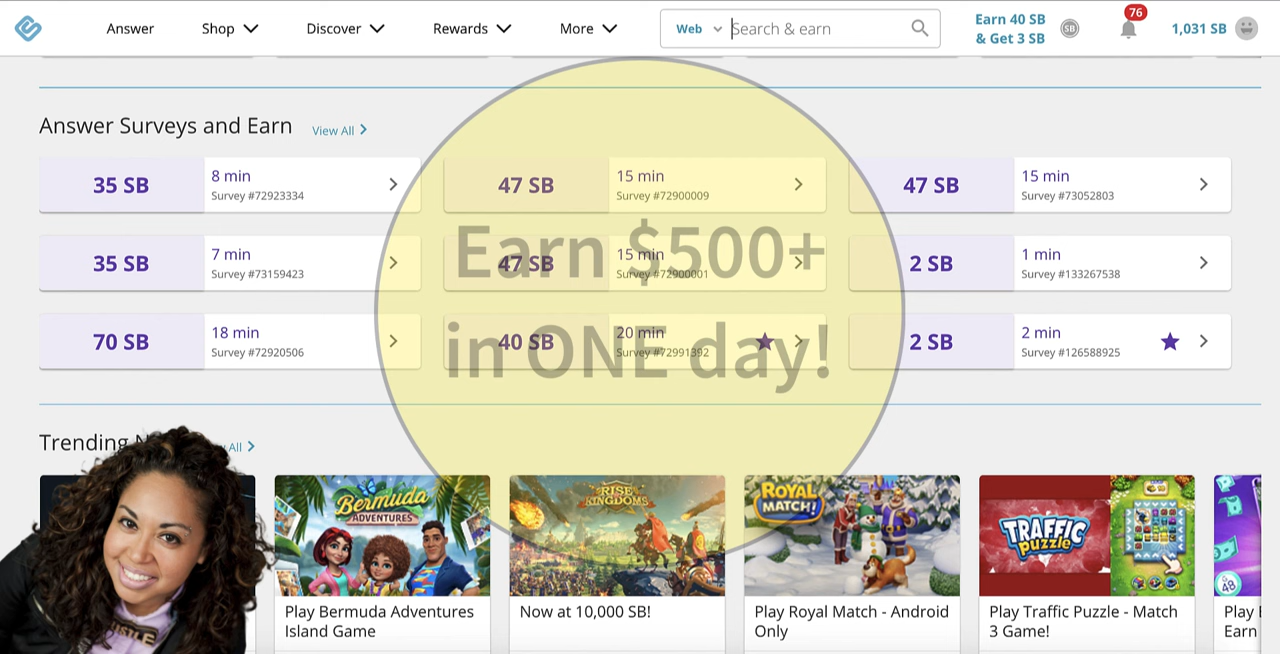 Answer
Shop
Discover
Rewards
More
Web
Search & earn
Earn 40 SB
& Get 3 SB
SB
76
1,031 SB
Answer Surveys and Earn
View All
35 SB
8 min
Survey #72923334
47 SB
15 min
Survey #72900009
47 SB
15 min
Survey #73052803
Earn $500+
in ONE day!
35 SB
7 min
Survey #73159423
47 SB
15 min
Survey #72900001
2 SB
1 min
Survey #133267538
70 SB
18 min
Survey #72920506
40 SB
20 min
Survey #72991392
2 SB
2 min
Survey #126588925
Trending
All
Bermuda
ADVENTURES
RISE
KINGDOMS
ROYAL
MATCH!
TRAFFIC
puzzle
48
Play Bermuda Adventures
Island Game
Now at 10,000 SB!
Play Royal Match - Android
Only
Play Traffic Puzzle - Match
3 Game!
Play
Earn